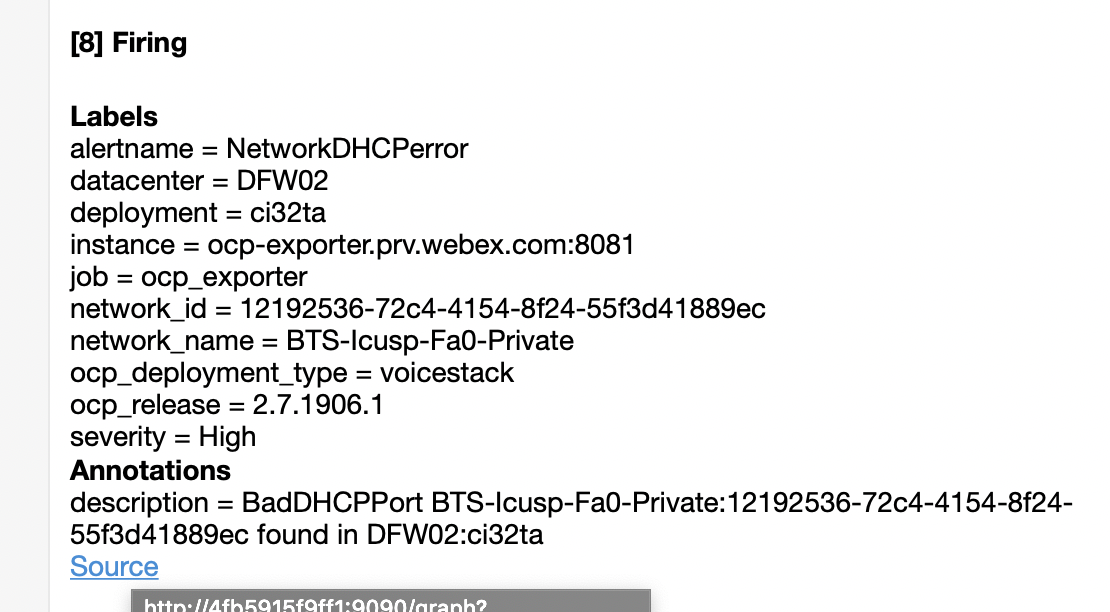 [8] Firing
Labels
alertname = NetworkDHCPerror
datacenter = DFW02
deployment = ci32ta
instance = ocp-exporter.prv.webex.com:8081
job = ocp_exporter
network_id = 12192536-72c4-4154-8f24-55f3d41889ec
network_name = BTS-Icusp-Fa0-Private
ocp_deployment_type = voicestack
ocp_release = 2.7.1906.1
severity = High
Annotations
description = BadDHCPPort BTS-Icusp-Fa0-Private:12192536-72c4-4154-8f24-
55f3d41889ec found in DFW02:ci32ta
Source
http://4fb5915f9ff1:9090/graph?